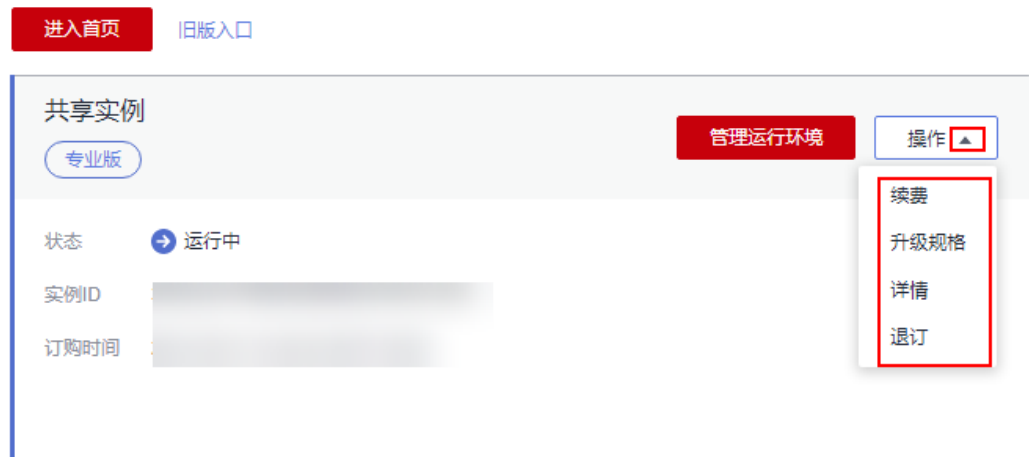 进入首页 旧版入口
共享实例
专业版
管理运行环境 操作
续费
升级规格
详情
退订
状态 运行中
实例ID
订购时间